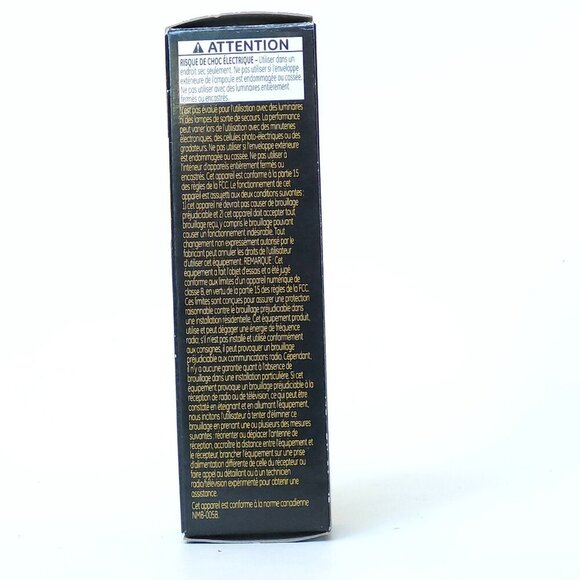 ⚠ ATTENTION
RISQUE DE CHOC ÉLECTRIQUE – Utiliser dans un
endroit sec seulement. Ne pas utiliser si l'enveloppe
extérieure de l'ampoule est endommagée ou cassée.
Ne pas utiliser avec des luminaires entièrement
fermés ou encastrés.
N'est pas évalué pour l'utilisation avec des luminaires
ni des lampes de sortie de secours. La performance
peut varier lors de l'utilisation avec des minuteries
électroniques, des cellules photo-électriques ou des
gradateurs. Ne pas utiliser si l'enveloppe extérieure
est endommagée ou cassée. Ne pas utiliser à
l'intérieur d'appareils entièrement fermés ou
encastrés.
Cet appareil est conforme à la partie 15
des règles de la FCC. Le fonctionnement de cet
appareil est assujetti aux deux conditions suivantes :
1) cet appareil ne devrait pas causer de brouillage
préjudiciable et 2) cet appareil doit accepter tout
brouillage reçu, y compris le brouillage pouvant
causer un fonctionnement indésirable. Tout
changement non expressément autorisé par le
fabricant peut annuler les droits de l'utilisateur
d'utiliser cet équipement. REMARQUE: Cet
équipement a fait l'objet d'essais et a été jugé
conforme aux limites d'un appareil numérique de
classe B, en vertu de la partie 15 des règles de la FCC.
Ces limites sont conçues pour assurer une protection
raisonnable contre le brouillage préjudiciable dans
une installation résidentielle. Cet équipement produit,
utilise et peut dégager une énergie de fréquence
radio; s'il n'est pas installé et utilisé conformément
aux consignes, il peut provoquer un brouillage
préjudiciable aux communications radio. Cependant,
il n'y a aucune garantie quant à l'absence de
brouillage dans une installation particulière. Si cet
équipement provoque un brouillage préjudiciable à la
réception de radio ou de télévision, ce qui peut être
constaté en éteignant et en allumant l'équipement,
nous incitons l'utilisateur à tenter d'éliminer ce
brouillage en prenant une ou plusieurs des mesures
suivantes : réorienter ou déplacer l'antenne de
réception, accroître la distance entre l'équipement et
le récepteur, brancher l'équipement sur une prise
d'alimentation différente de celle du récepteur ou
faire appel au détaillant ou à un technicien
radio/télévision expérimenté pour obtenir une
assistance.
Cet appareil est conforme à la norme canadienne
NMB-005B.